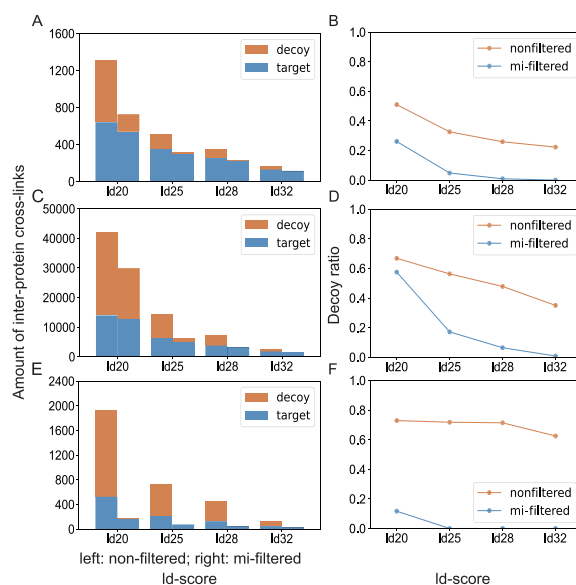 A
1600
1200
800
400
0
decoy
target
ld20
ld25
ld28
ld32
B
1.0
0.8
0.6
0.4
0.2
0.0
nonfiltered
mi-filtered
ld20
ld25
ld28
ld32
C
50000
40000
30000
20000
10000
0
decoy
target
ld20
ld25
ld28
ld32
D
1.0
0.8
0.6
0.4
0.2
0.0
nonfiltered
mi-filtered
ld20
ld25
ld28
ld32
E
2400
2000
1600
1200
800
400
0
decoy
target
ld20
ld25
ld28
ld32
F
1.0
0.8
0.6
0.4
0.2
0.0
nonfiltered
mi-filtered
ld20
ld25
ld28
ld32
Amount of inter-protein cross-links
Decoy ratio
left: non-filtered; right: mi-filtered
ld-score
ld-score